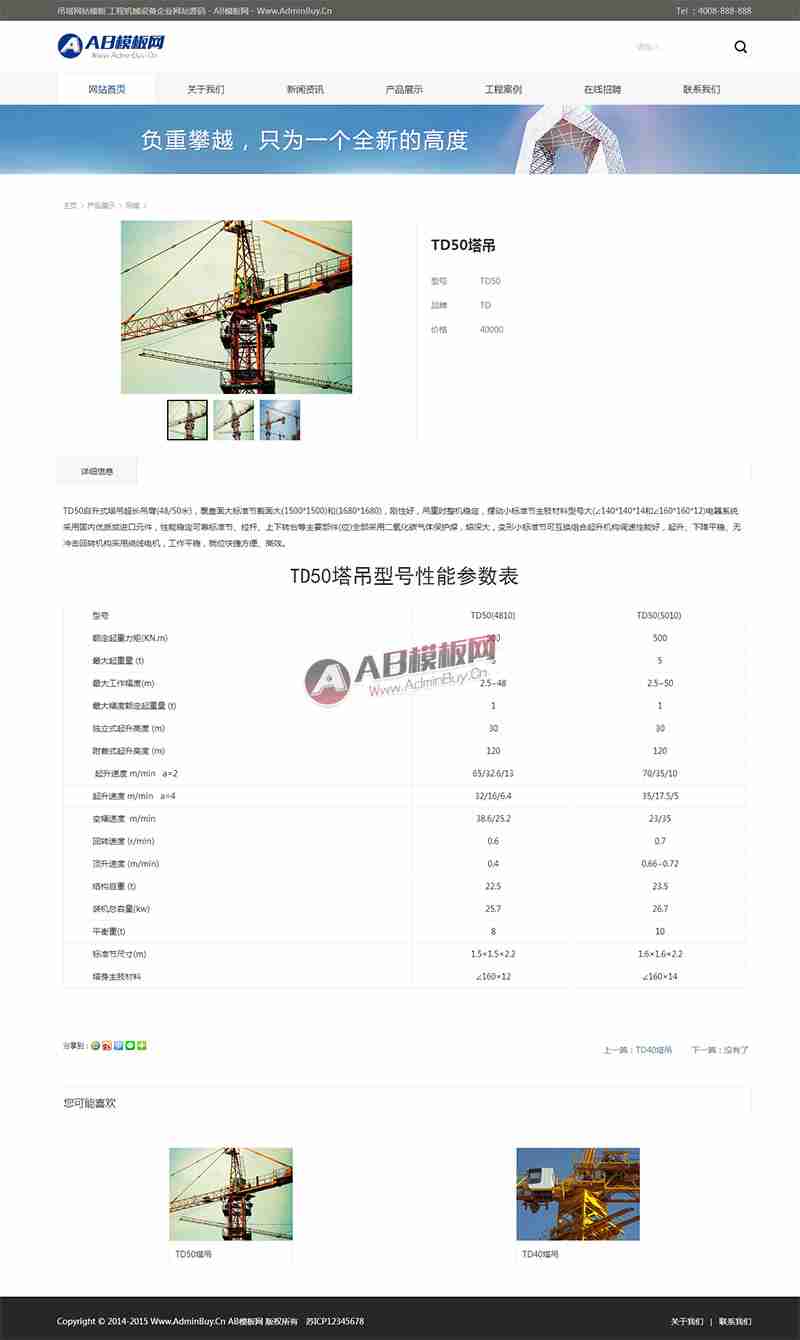 吊塔网站模板 工程机械设备企业网站源码 - AB模板网 - Www.AdminBuy.Cn
Tel ：4008-888-888
AB模板网
Www.AdminBuy.Cn
网站首页
关于我们
新闻资讯
产品展示
工程案例
在线招聘
联系我们
负重攀越，只为一个全新的高度
主页 > 产品展示 > 吊塔 >
TD50塔吊
型号 TD50
品牌 TD
价格 40000
详细信息
TD50自升式塔吊超长吊臂(48/50米)，覆盖面大标准节截面大(1500*1500)和(1680*1680)，刚性好，吊重时整机稳定，摆动小标准节主肢材料型号大(∠140*140*14和∠160*160*12)电器系统
采用国内优质或进口元件，性能稳定可靠标准节、拉杆、上下转台等主要部件(位)全部采用二氧化碳气体保护焊，熔深大，变形小标准节可互换组合起升机构调速性能好，起升、下降平稳、无
冲击回转机构采用绕线电机，工作平稳，就位快捷方便、高效。
TD50塔吊型号性能参数表
型号 TD50(4810) TD50(5010)
额定起重力矩(KN.m) 500
最大起重量 (t) 5
最大工作幅度(m) 2.5~48 2.5~50
最大幅度额定起重量 (t) 1 1
独立式起升高度 (m) 30 30
附着式起升高度 (m) 120 120
起升速度 m/min a=2 65/32.6/13 70/35/10
起升速度 m/min a=4 32/16/6.4 35/17.5/5
变幅速度 m/min 38.6/25.2 23/35
回转速度 (r/min) 0.6 0.7
顶升速度 (m/min) 0.4 0.66~0.72
结构自重 (t) 22.5 23.5
装机总容量(kw) 25.7 26.7
平衡重(t) 8 10
标准节尺寸(m) 1.5×1.5×2.2 1.6×1.6×2.2
塔身主肢材料 ∠160×12 ∠160×14
AB模板网
Www.AdminBuy.Cn
分享到：
上一篇：TD40塔吊 下一篇：没有了
您可能喜欢
TD50塔吊
TD40塔吊
Copyright © 2014-2015 Www.AdminBuy.Cn AB模板网 版权所有 苏ICP12345678
关于我们 | 联系我们